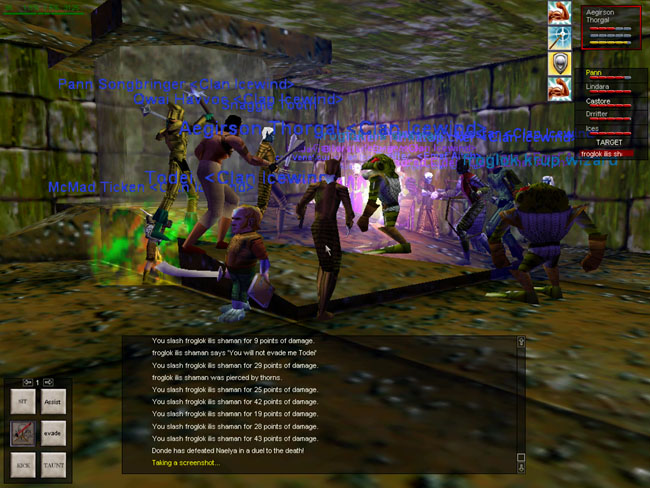 Aegirson
Thorgal
Pann Songbringer <Clan Icewind>
Pann
Lindara
Aegirson Thorgal <Clan Icewind>
Castore
Drrifter
Ices
TARGET
froglok ilis sh
Todei <Clan Icewind>
You slash froglok ilis shaman for 9 points of damage.
froglok ilis shaman says 'You will not evade me Todei'
You slash froglok ilis shaman for 29 points of damage.
froglok ilis shaman was pierced by thorns.
You slash froglok ilis shaman for 25 points of damage.
You slash froglok ilis shaman for 42 points of damage.
You slash froglok ilis shaman for 19 points of damage.
You slash froglok ilis shaman for 28 points of damage.
You slash froglok ilis shaman for 43 points of damage.
Donde has defeated Naelya in a duel to the death!
Taking a screenshot...
1
SIT
Assist
evade
KICK
TAUNT